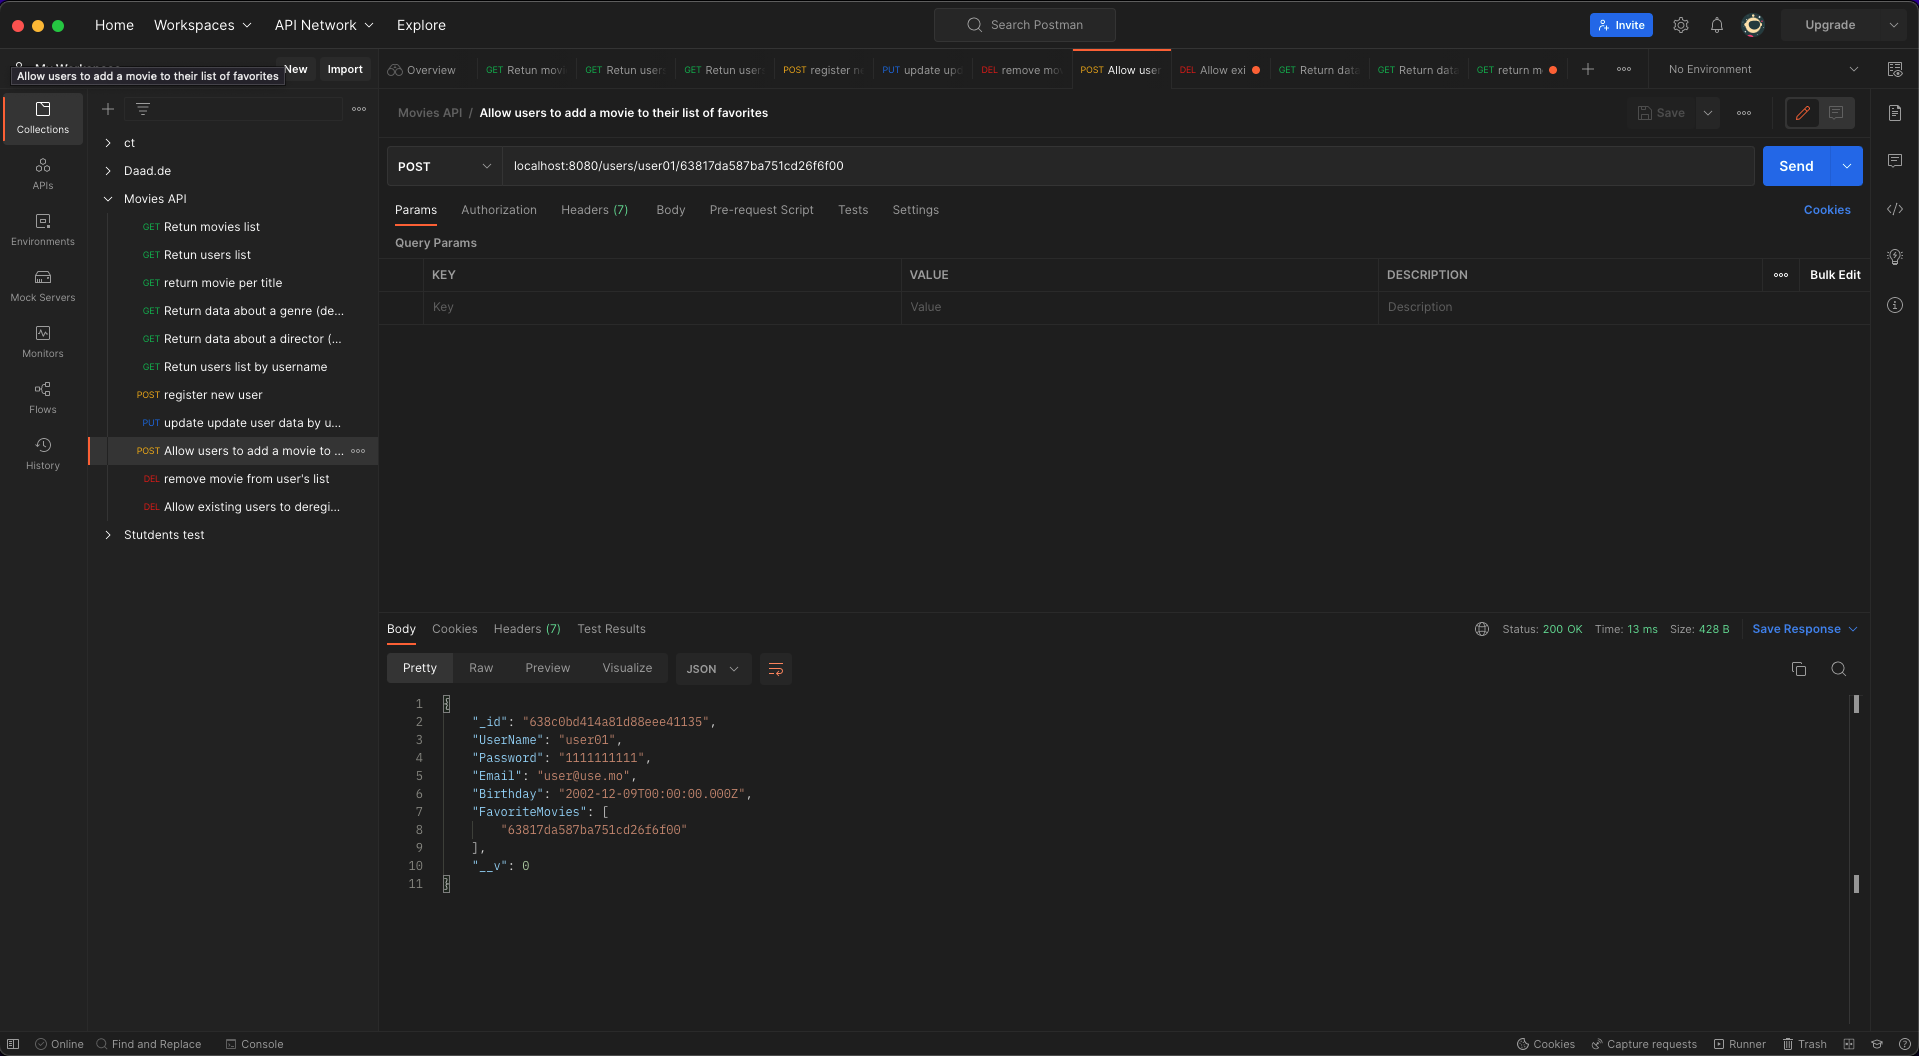 Home Workspaces API Network Explore Search Postman Invite Upgrade
Allow users to add a movie to their list of favorites
New Import
Overview GET Retun movi GET Retun user GET Retun user POST register n PUT update upd DEL remove mo POST Allow user DEL Allow exi GET Return data GET Return data GET return m No Environment
Collections
APIs
Environments
Mock Servers
Monitors
Flows
History
ct
Daad.de
Movies API
GET Retun movies list
GET Retun users list
GET return movie per title
GET Return data about a genre (de...
GET Return data about a director (...
GET Retun users list by username
POST register new user
PUT update update user data by u...
POST Allow users to add a movie to ...
DEL remove movie from user's list
DEL Allow existing users to deregi...
Stutdents test
Movies API / Allow users to add a movie to their list of favorites Save
POST localhost:8080/users/user01/63817da587ba751cd26f6f00 Send
Params Authorization Headers (7) Body Pre-request Script Tests Settings Cookies
Query Params
KEY VALUE DESCRIPTION Bulk Edit
Key Value Description
Body Cookies Headers (7) Test Results Status: 200 OK Time: 13 ms Size: 428 B Save Response
Pretty Raw Preview Visualize JSON
1 {
2 "_id": "638c0bd414a81d88eee41135",
3 "UserName": "user01",
4 "Password": "1111111111",
5 "Email": "user@use.mo",
6 "Birthday": "2002-12-09T00:00:00.000Z",
7 "FavoriteMovies": [
8 "63817da587ba751cd26f6f00"
9 ],
10 "__v": 0
11 }
Online Find and Replace Console Cookies Capture requests Runner Trash